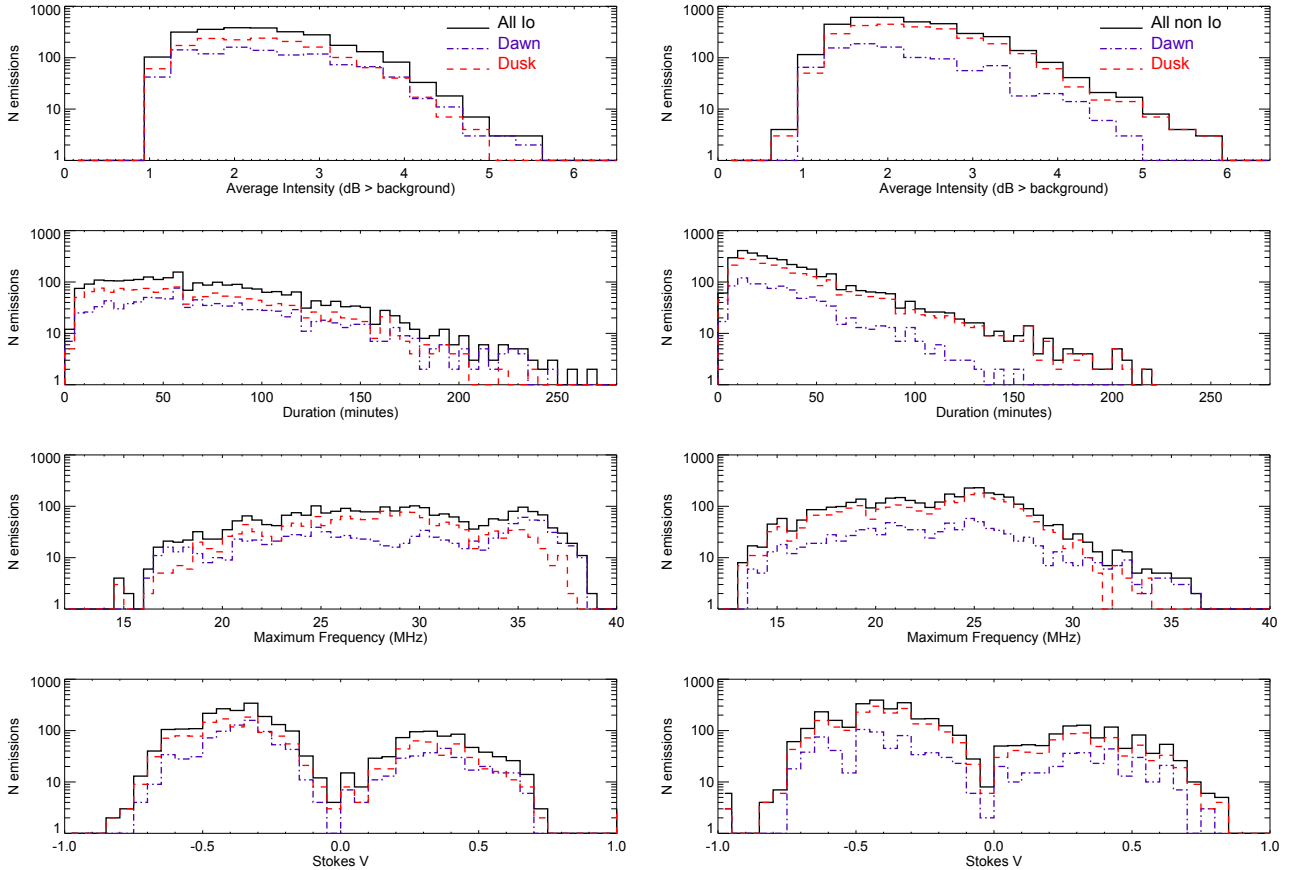 All Io
Dawn
Dusk
N emissions
1000
100
10
1
0 1 2 3 4 5 6
Average Intensity (dB > background)
All non Io
Dawn
Dusk
N emissions
1000
100
10
1
0 1 2 3 4 5 6
Average Intensity (dB > background)
N emissions
1000
100
10
1
0 50 100 150 200 250
Duration (minutes)
N emissions
1000
100
10
1
0 50 100 150 200 250
Duration (minutes)
N emissions
1000
100
10
1
15 20 25 30 35 40
Maximum Frequency (MHz)
N emissions
1000
100
10
1
15 20 25 30 35 40
Maximum Frequency (MHz)
N emissions
1000
100
10
1
-1.0 -0.5 0.0 0.5 1.0
Stokes V
N emissions
1000
100
10
1
-1.0 -0.5 0.0 0.5 1.0
Stokes V